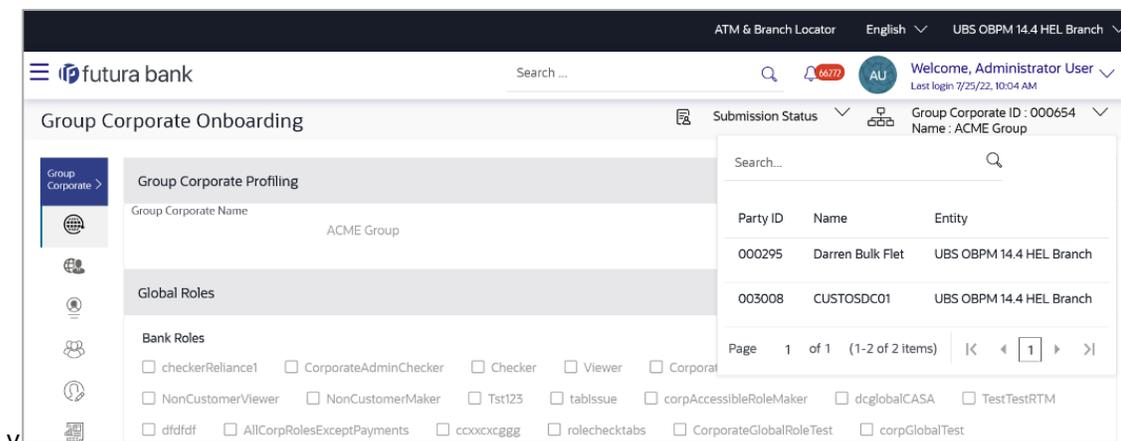 ATM & Branch Locator English UBS OBPM 14.4 HEL Branch
futura bank Search ... 66277 AU Welcome, Administrator User
Last login 7/25/22, 10:04 AM
Group Corporate Onboarding Submission Status Group Corporate ID : 000654
Name : ACME Group
Search...
Group
Corporate
Group Corporate Profiling
Group Corporate Name
ACME Group
Party ID Name Entity
000295 Darren Bulk Flet UBS OBPM 14.4 HEL Branch
003008 CUSTOSDC01 UBS OBPM 14.4 HEL Branch
Page 1 of 1 (1-2 of 2 items) 1
Global Roles
Bank Roles
checkerReliance1 CorporateAdminChecker Checker Viewer Corporat
NonCustomerViewer NonCustomerMaker Tst123 tabIssue corpAccessibleRoleMaker dcglobalCASA TestTestRTM
dfdfdf AllCorpRolesExceptPayments ccxxcxcggg rolechecktabs CorporateGlobalRoleTest corpGlobalTest